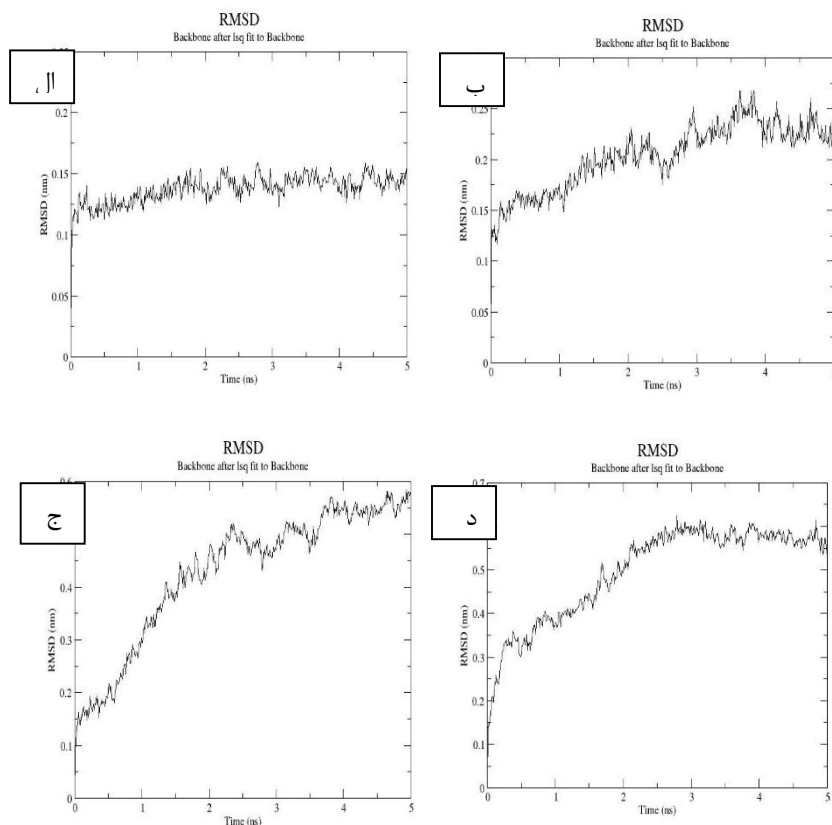 RMSD
Backbone after lsq fit to Backbone
ال
0.2
0.15
0.1
0.05
0
RMSD (nm)
0 1 2 3 4 5
Time (ns)
RMSD
Backbone after lsq fit to Backbone
ب
0.25
0.2
0.15
0.1
0.05
0
RMSD (nm)
0 1 2 3 4
Time (ns)
RMSD
Backbone after lsq fit to Backbone
ج
0.6
0.4
0.3
0.2
0.1
0
RMSD (nm)
0 1 2 3 4 5
Time (ns)
RMSD
Backbone after lsq fit to Backbone
د
0.7
0.5
0.4
0.3
0.2
0.1
0
RMSD (nm)
0 1 2 3 4 5
Time (ns)